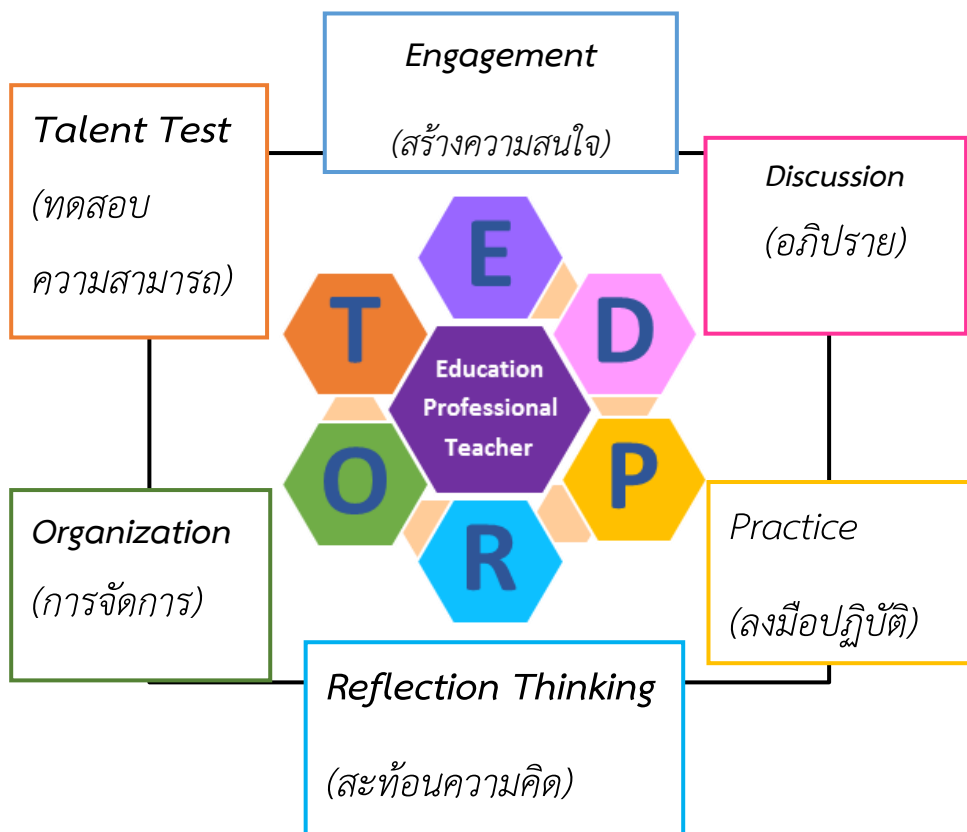 Engagement
(สร้างความสนใจ)
Talent Test
(ทดสอบ
ความสามารถ)
Discussion
(อภิปราย)
E
T
D
Education
Professional
Teacher
O
P
R
Organization
(การจัดการ)
Practice
(ลงมือปฏิบัติ)
Reflection Thinking
(สะท้อนความคิด)